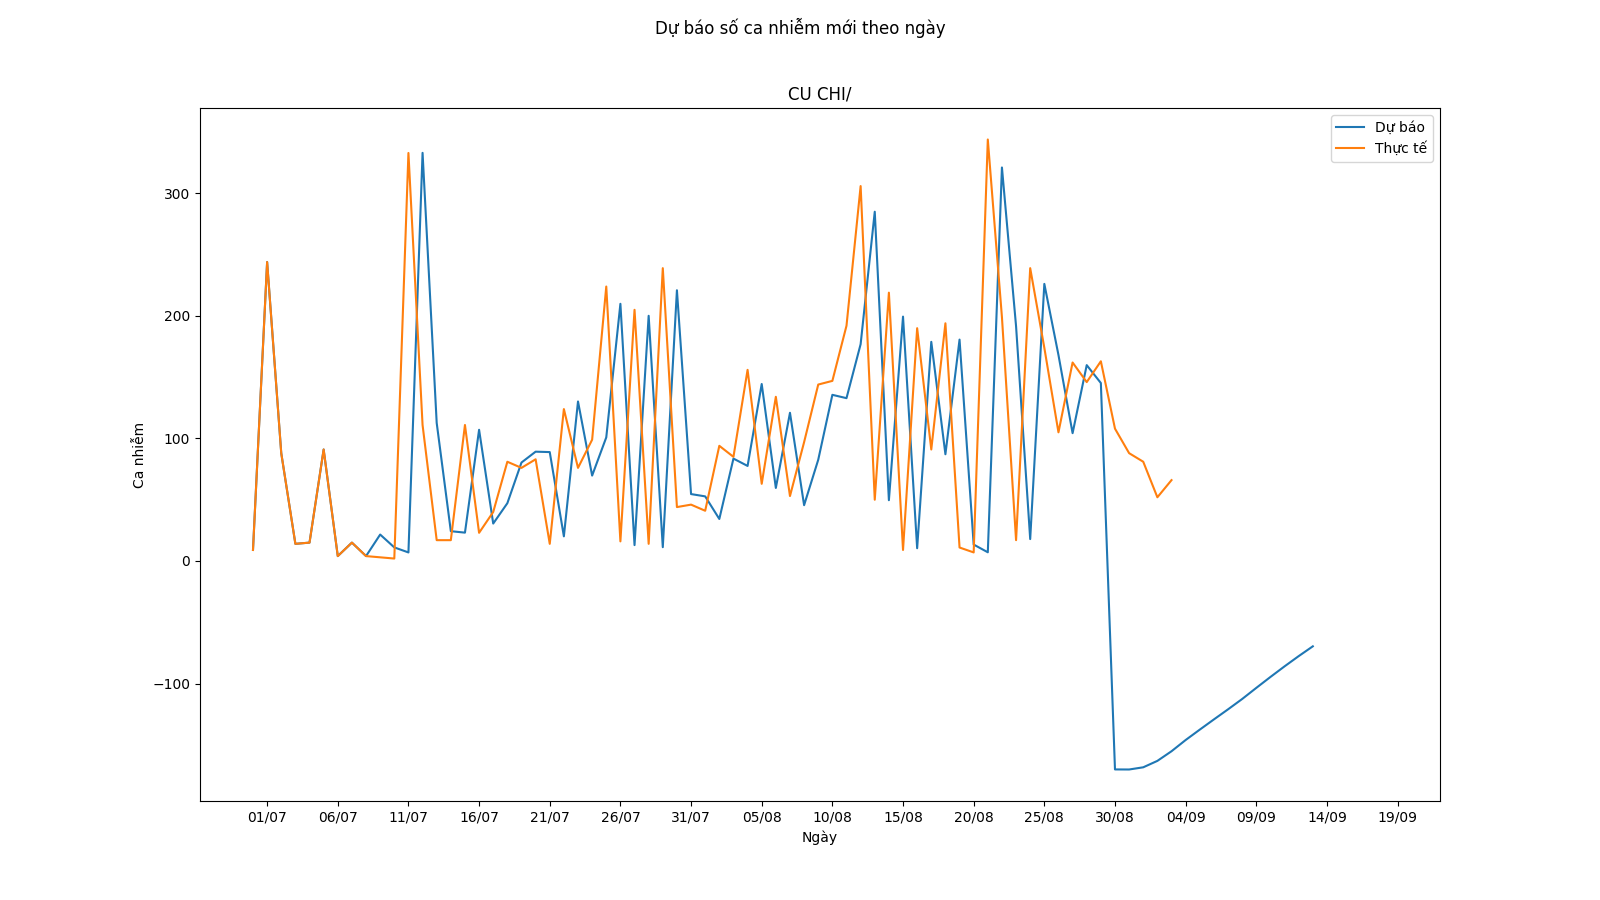 Dự báo số ca nhiễm mới theo ngày
CU CHI/
Dự báo
Thực tế
Ca nhiễm
300
200
100
0
−100
01/07 06/07 11/07 16/07 21/07 26/07 31/07 05/08 10/08 15/08 20/08 25/08 30/08 04/09 09/09 14/09 19/09
Ngày